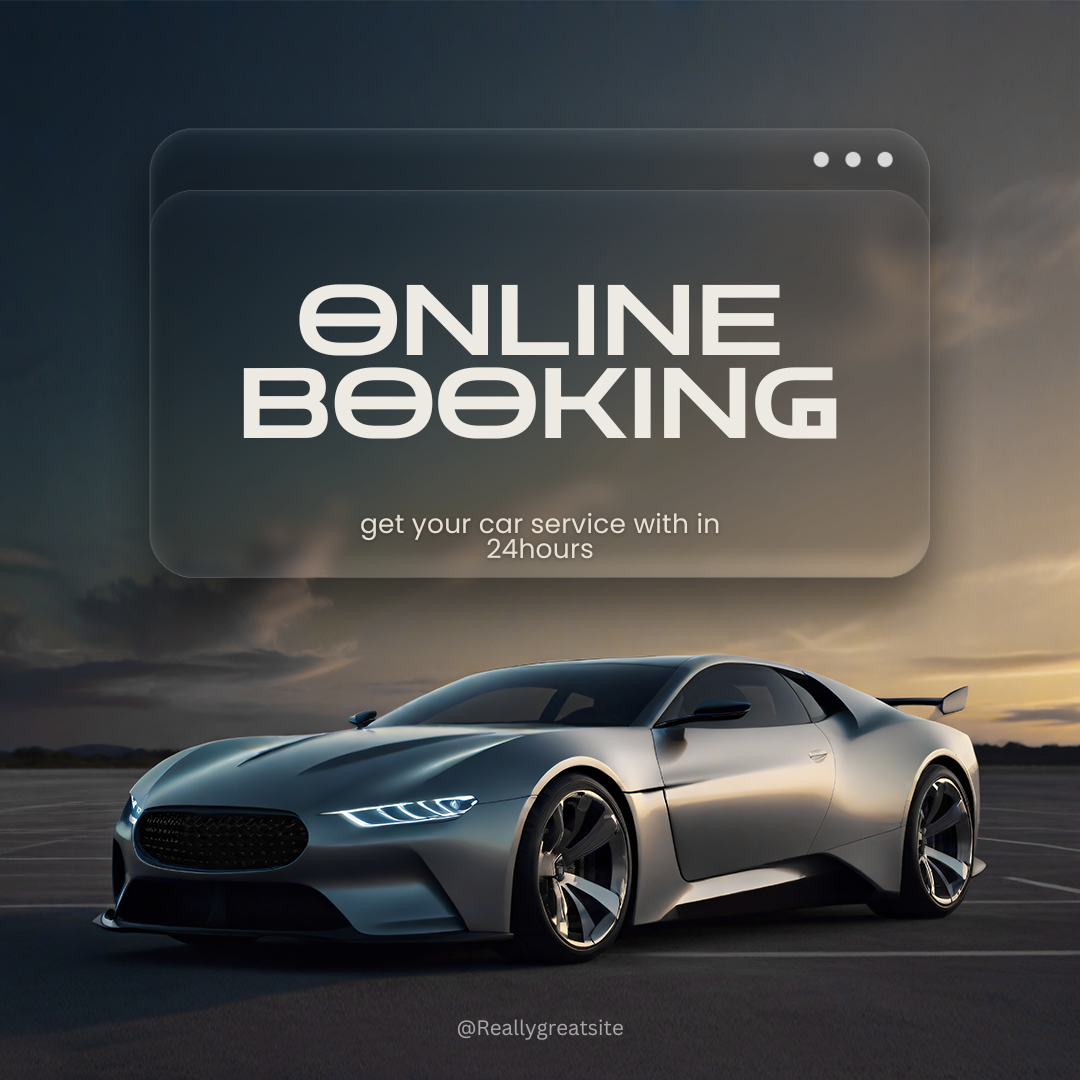 ONLINE
BOOKING
get your car service with in
24hours
@Reallygreatsite